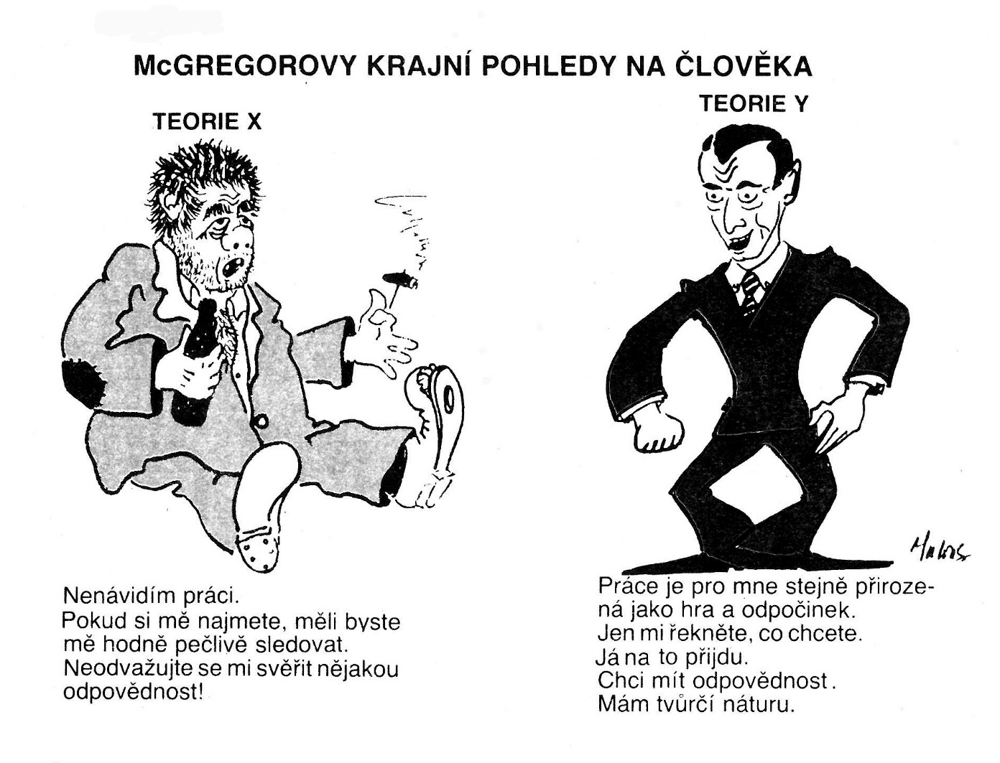 McGREGOROVY KRAJNÍ POHLEDY NA ČLOVĚKA
TEORIE X
Nenávidím práci.
Pokud si mě najmete, měli byste
mě hodně pečlivě sledovat.
Neodvažujte se mi svěřit nějakou
odpovědnost!
TEORIE Y
Práce je pro mne stejně přiroze-
ná jako hra a odpočinek.
Jen mi řekněte, co chcete.
Já na to přijdu.
Chci mít odpovědnost.
Mám tvůrčí náturu.